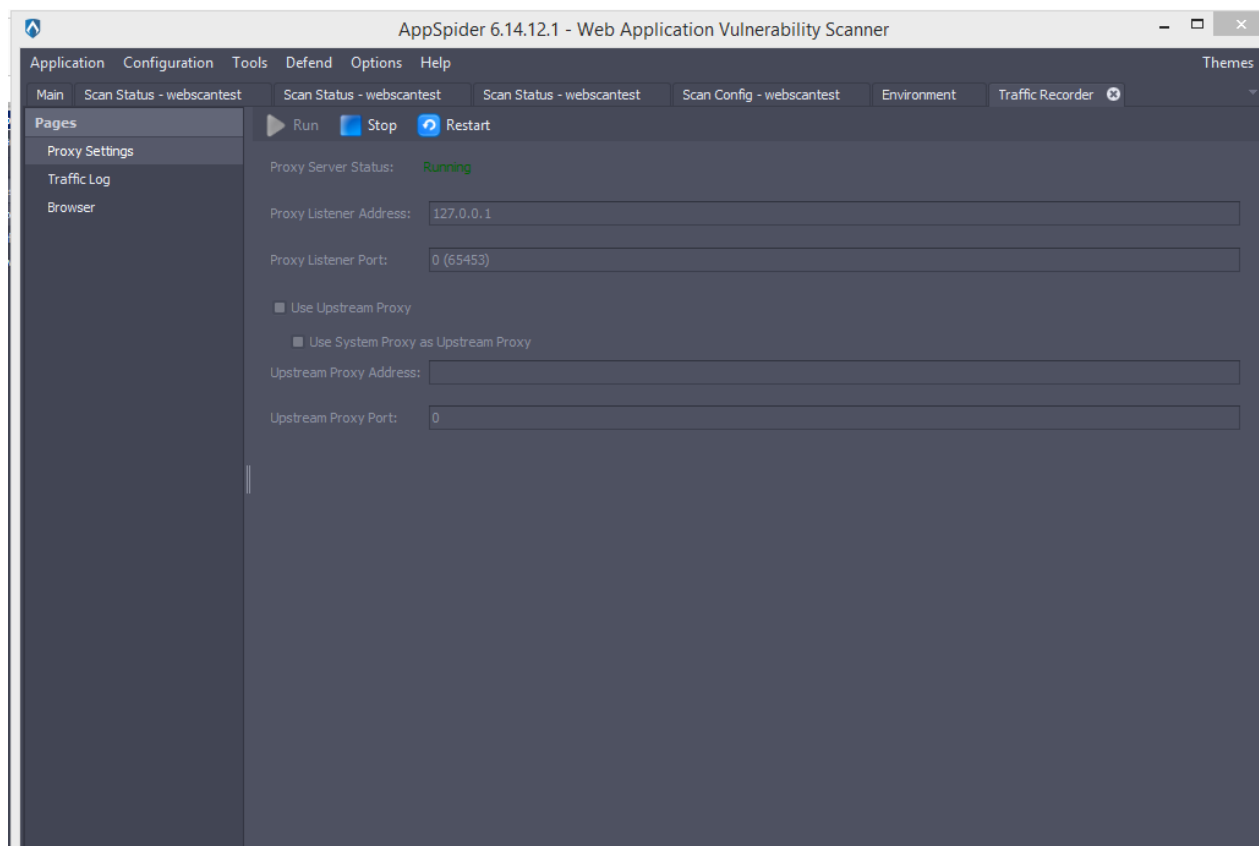 AppSpider 6.14.12.1 - Web Application Vulnerability Scanner
Application Configuration Tools Defend Options Help Themes
Main Scan Status - webscantest Scan Status - webscantest Scan Status - webscantest Scan Config - webscantest Environment Traffic Recorder
Pages
Proxy Settings
Traffic Log
Browser
Run Stop Restart
Proxy Server Status: Running
Proxy Listener Address: 127.0.0.1
Proxy Listener Port: 0 (65453)
Use Upstream Proxy
Use System Proxy as Upstream Proxy
Upstream Proxy Address:
Upstream Proxy Port: 0